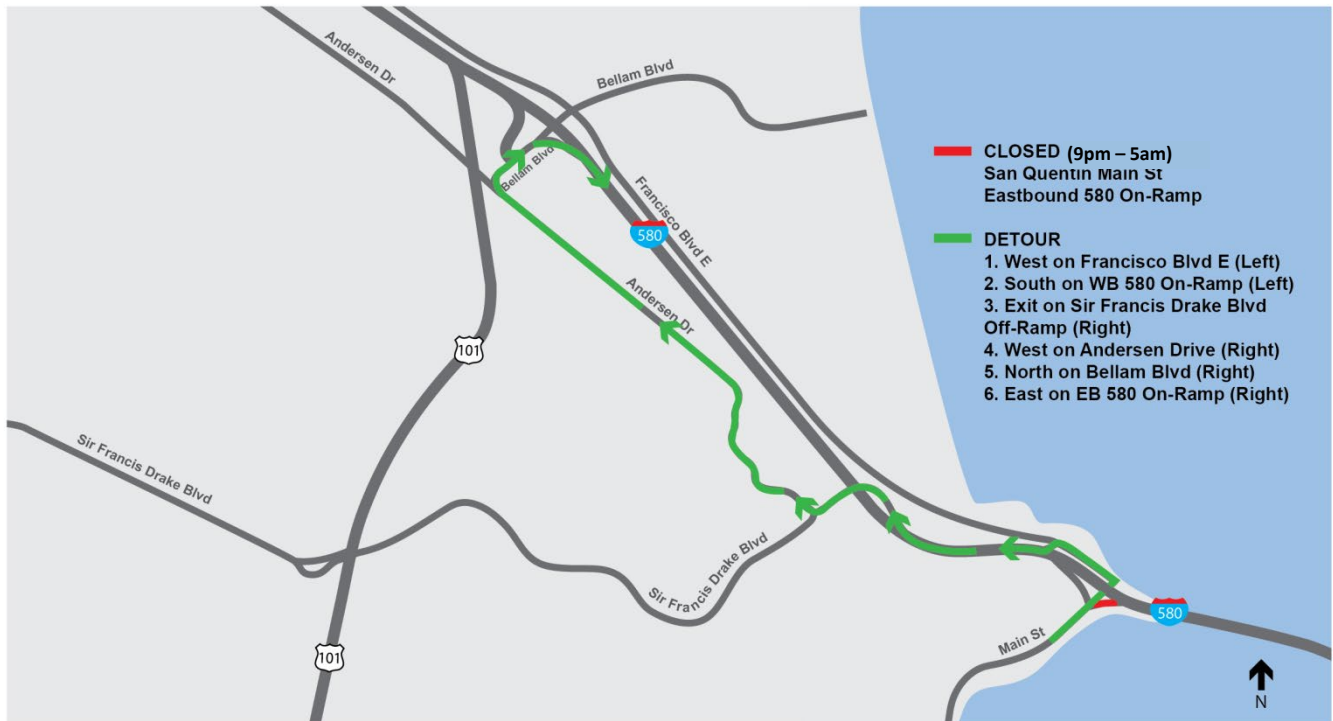 Andersen Dr
Bellam Blvd
Bellam Blvd
Francisco Blvd E
580
Andersen Dr
101
Sir Francis Drake Blvd
Sir Francis Drake Blvd
101
Main St
580
N
CLOSED (9pm – 5am)
San Quentin Main St
Eastbound 580 On-Ramp
DETOUR
1. West on Francisco Blvd E (Left)
2. South on WB 580 On-Ramp (Left)
3. Exit on Sir Francis Drake Blvd
Off-Ramp (Right)
4. West on Andersen Drive (Right)
5. North on Bellam Blvd (Right)
6. East on EB 580 On-Ramp (Right)